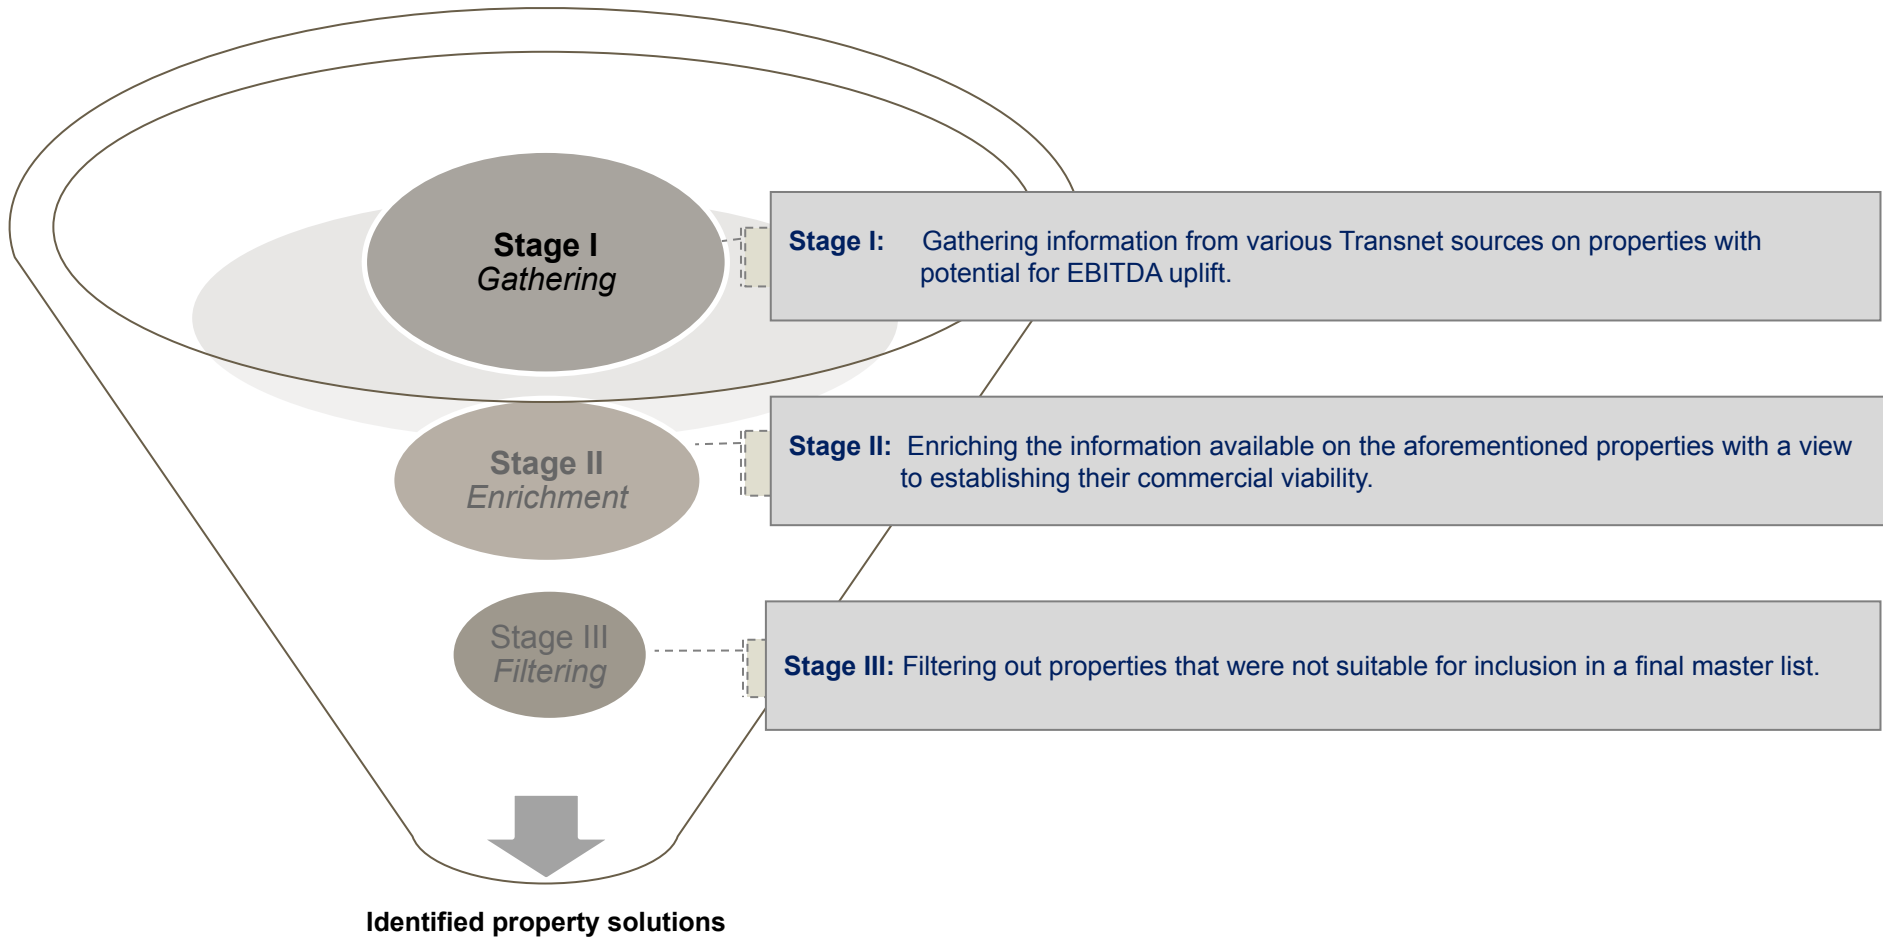 Stage I
Gathering
Stage I: Gathering information from various Transnet sources on properties with
potential for EBITDA uplift.
Stage II
Enrichment
Stage II: Enriching the information available on the aforementioned properties with a view
to establishing their commercial viability.
Stage III
Filtering
Stage III: Filtering out properties that were not suitable for inclusion in a final master list.
Identified property solutions